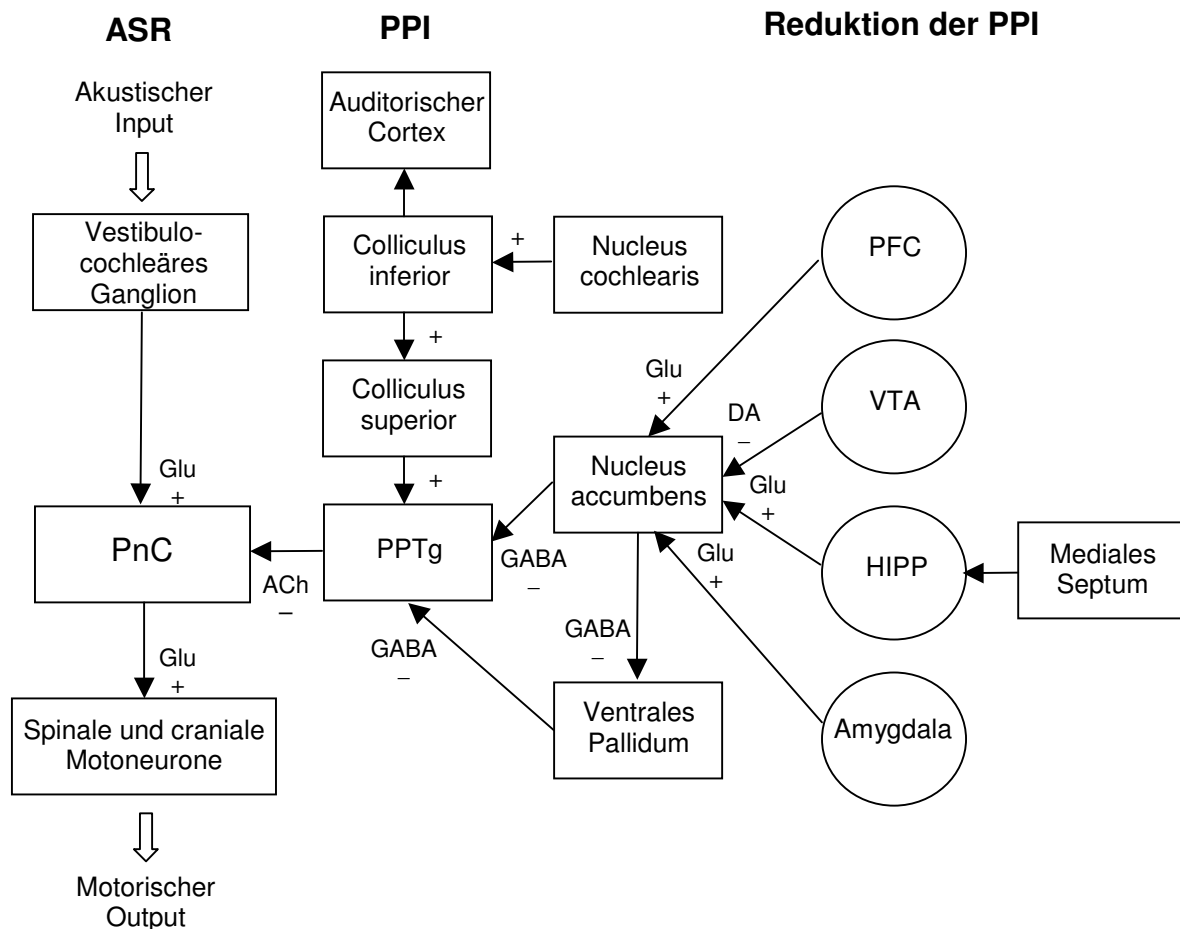 ASR
PPI
Reduktion der PPI
Akustischer
Input
Vestibulo-
cochleäres
Ganglion
Glu
+
PnC
Glu
+
Spinale und craniale
Motoneurone
Motorischer
Output
Auditorischer
Cortex
Colliculus
inferior
+
Nucleus
cochlearis
+
Colliculus
superior
+
PPTg
ACh
–
GABA
–
GABA
–
Nucleus
accumbens
GABA
–
Ventrales
Pallidum
Glu
+
DA
–
Glu
+
Glu
+
PFC
VTA
HIPP
Amygdala
Mediales
Septum